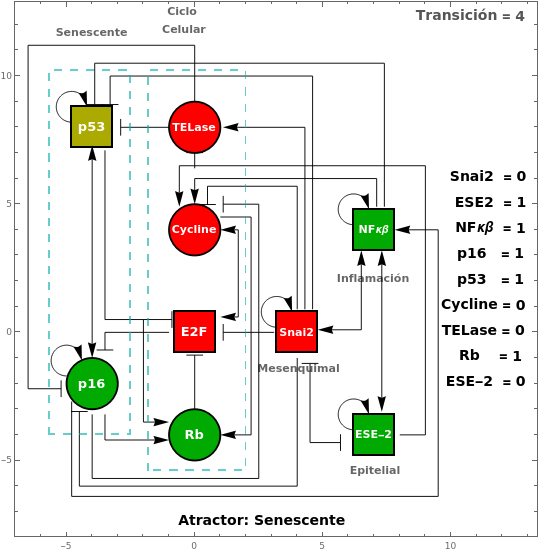 Transición = 4
Ciclo
Celular
Senescente
10
p53
TELase
Snai2 = 0
ESE2 = 1
NFκβ = 1
p16 = 1
p53 = 1
Cycline = 0
TELase = 0
Rb = 1
ESE–2 = 0
5
Cycline
NFκβ
Inflamación
0
E2F
Snai2
Mesenquimal
p16
Rb
ESE–2
Epitelial
−5
Atractor: Senescente
−5
0
5
10